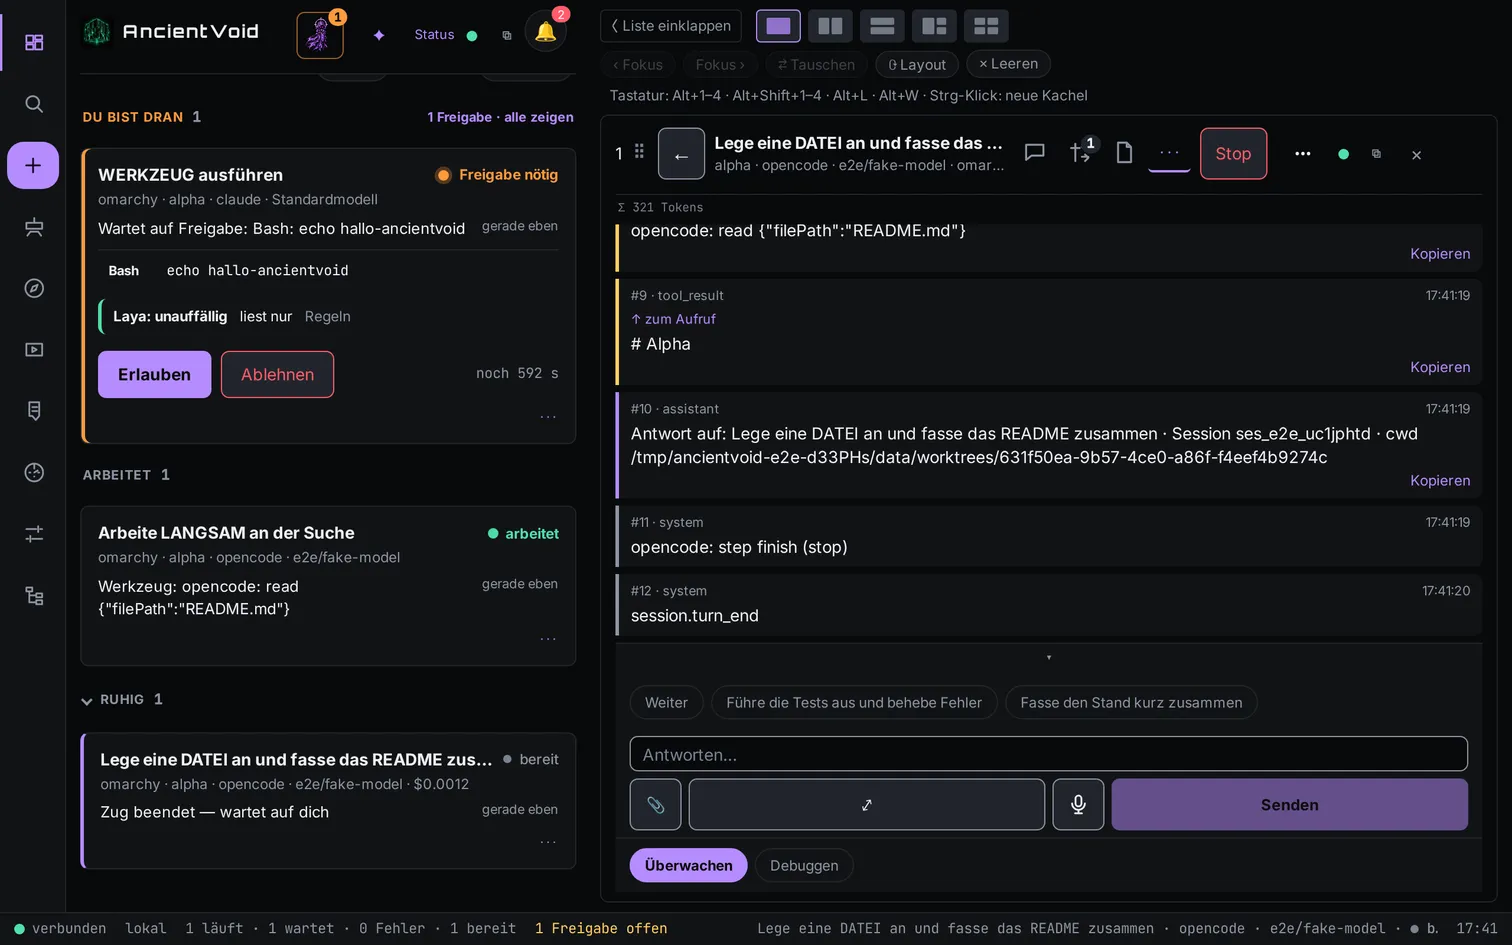 AncientVoid
1
Status
2
DU BIST DRAN 1
1 Freigabe · alle zeigen
WERKZEUG ausführen
Freigabe nötig
omarchy · alpha · claude · Standardmodell
Wartet auf Freigabe: Bash: echo hallo-ancientvoid
gerade eben
Bash echo hallo-ancientvoid
Laya: unauffällig liest nur Regeln
Erlauben
Ablehnen
noch 592 s
...
ARBEITET 1
Arbeite LANGSAM an der Suche
arbeitet
omarchy · alpha · opencode · e2e/fake-model
Werkzeug: opencode: read
{"filePath":"README.md"}
gerade eben
...
RUHIG 1
Lege eine DATEI an und fasse das README zus...
bereit
omarchy · alpha · opencode · e2e/fake-model · $0.0012
Zug beendet — wartet auf dich
gerade eben
...
Liste einklappen
‹ Fokus
Fokus ›
⇄ Tauschen
Layout
× Leeren
Tastatur: Alt+1–4 · Alt+Shift+1–4 · Alt+L · Alt+W · Strg-Klick: neue Kachel
1
←
Lege eine DATEI an und fasse das ...
alpha · opencode · e2e/fake-model · omar...
1
...
Stop
Σ 321 Tokens
opencode: read {"filePath":"README.md"}
Kopieren
#9 · tool_result
17:41:19
↑ zum Aufruf
# Alpha
Kopieren
#10 · assistant
17:41:19
Antwort auf: Lege eine DATEI an und fasse das README zusammen · Session ses_e2e_uc1jphtd · cwd
/tmp/ancientvoid-e2e-d33PHs/data/worktrees/631f50ea-9b57-4ce0-a86f-f4eef4b9274c
Kopieren
#11 · system
17:41:19
opencode: step finish (stop)
#12 · system
17:41:20
session.turn_end
Weiter
Führe die Tests aus und behebe Fehler
Fasse den Stand kurz zusammen
Antworten...
Senden
Überwachen
Debuggen
verbunden lokal 1 läuft · 1 wartet · 0 Fehler · 1 bereit 1 Freigabe offen
Lege eine DATEI an und fasse das README zusammen · opencode · e2e/fake-model · ● b. 17:41